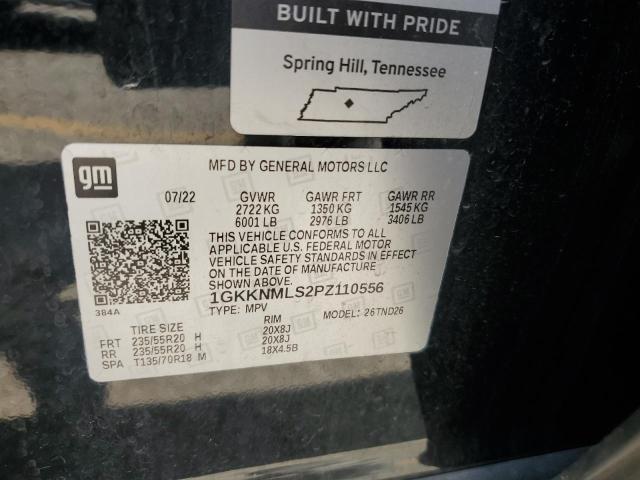 BUILT WITH PRIDE
Spring Hill, Tennessee
gm
MFD BY GENERAL MOTORS LLC
07/22 GVWR GAWR FRT GAWR RR
2722 KG 1350 KG 1545 KG
6001 LB 2976 LB 3406 LB
THIS VEHICLE CONFORMS TO ALL
APPLICABLE U.S. FEDERAL MOTOR
VEHICLE SAFETY STANDARDS IN EFFECT
ON THE DATE OF MANUFACTURE
SHOWN ABOVE.
1GKKNMLS2PZ110556
384A
TYPE: MPV MODEL: 26TND26
TIRE SIZE RIM
FRT 235/55R20 H 20X8J
RR 235/55R20 H 20X8J
SPA T135/70R18 M 18X4.5B